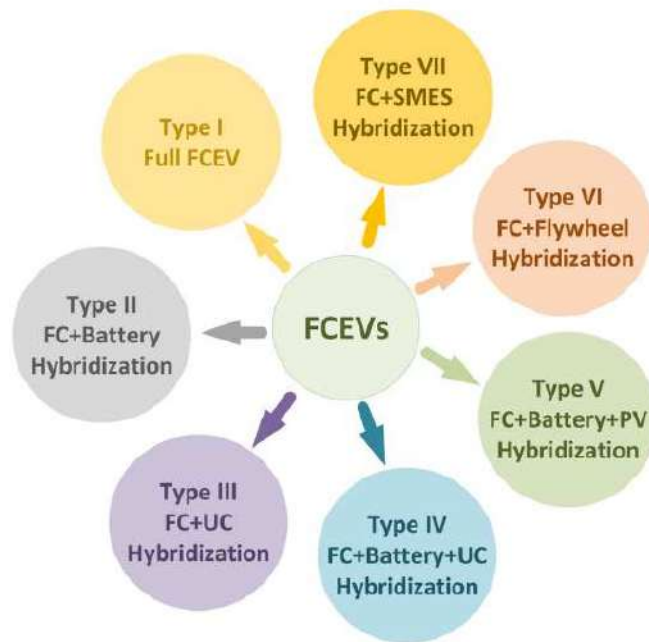 Type VII
FC+SMES
Hybridization
Type I
Full FCEV
Type VI
FC+Flywheel
Hybridization
Type II
FC+Battery
Hybridization
FCEVs
Type V
FC+Battery+PV
Hybridization
Type III
FC+UC
Hybridization
Type IV
FC+Battery+UC
Hybridization